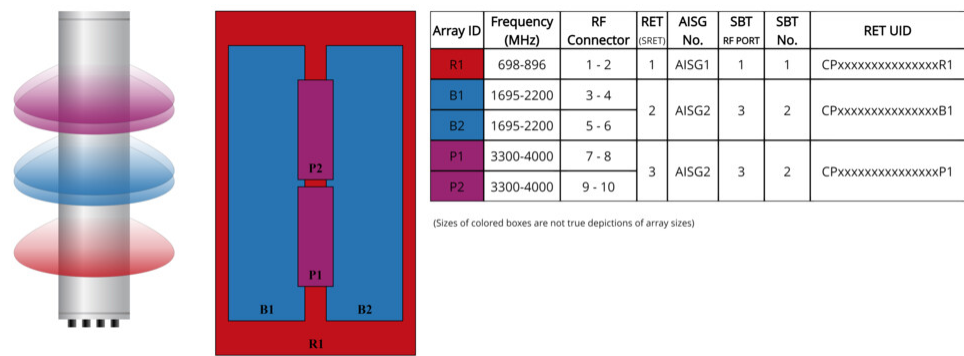 P2
P1
B1
B2
R1
Array ID Frequency (MHz) RF Connector RET (SRET) AISG No. SBT RF PORT SBT No. RET UID
R1 698-896 1 - 2 1 AISG1 1 1 CPxxxxxxxxxxxxxxxR1
B1 1695-2200 3 - 4 2 AISG2 3 2 CPxxxxxxxxxxxxxxxB1
B2 1695-2200 5 - 6
P1 3300-4000 7 - 8 3 AISG2 3 2 CPxxxxxxxxxxxxxxxP1
P2 3300-4000 9 - 10
(Sizes of colored boxes are not true depictions of array sizes)